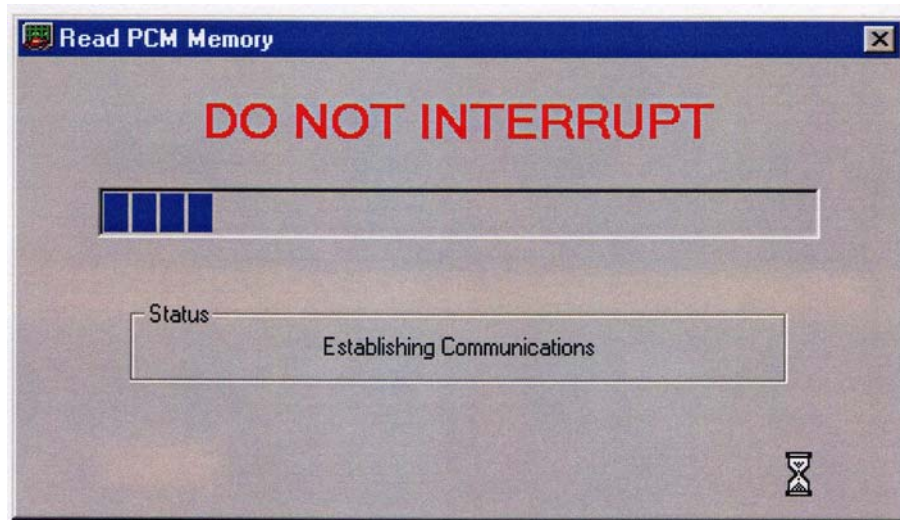 Read PCM Memory
DO NOT INTERRUPT
Status
Establishing Communications